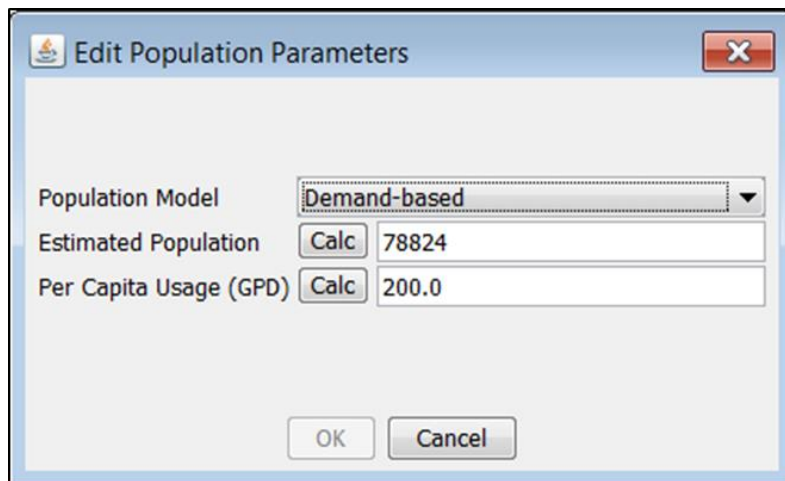 Edit Population Parameters
Population Model Demand-based
Estimated Population Calc 78824
Per Capita Usage (GPD) Calc 200.0
OK Cancel